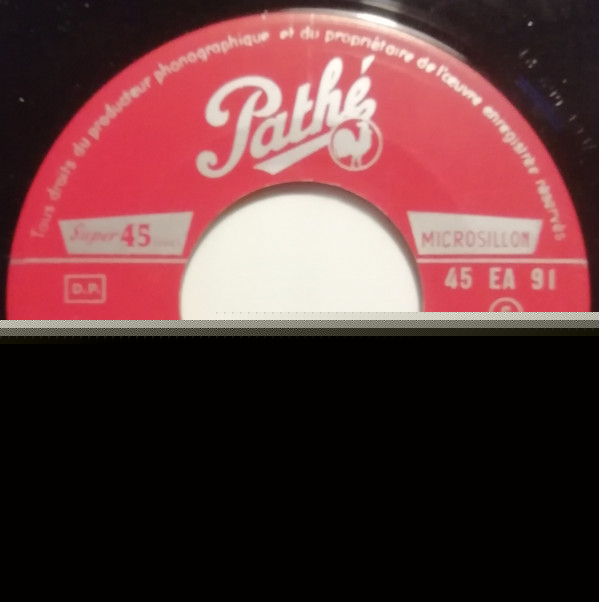 Tous droits du producteur phonographique et du propriétaire de l'œuvre enregistrée réservés
Pathé
Super 45
MICROSILLON
D.P.
45 EA 91